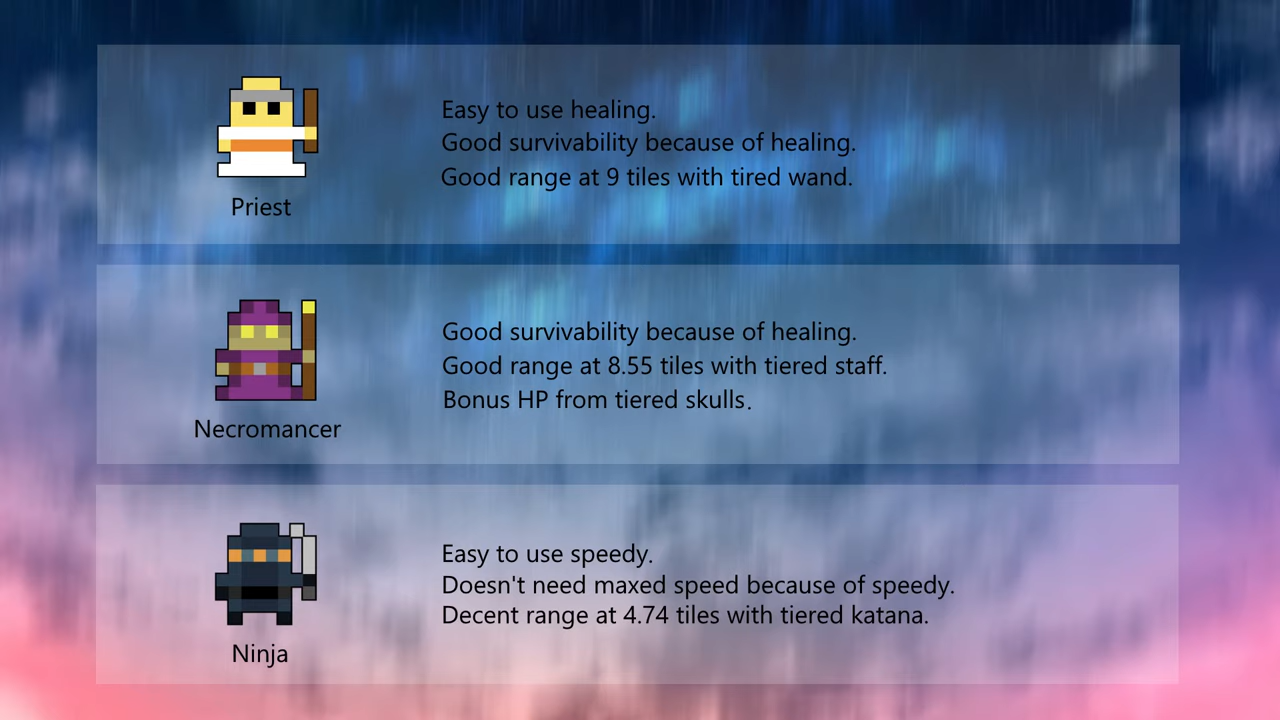 Easy to use healing.
Good survivability because of healing.
Good range at 9 tiles with tired wand.
Priest
Good survivability because of healing.
Good range at 8.55 tiles with tiered staff.
Bonus HP from tiered skulls.
Necromancer
Easy to use speedy.
Doesn't need maxed speed because of speedy.
Decent range at 4.74 tiles with tiered katana.
Ninja